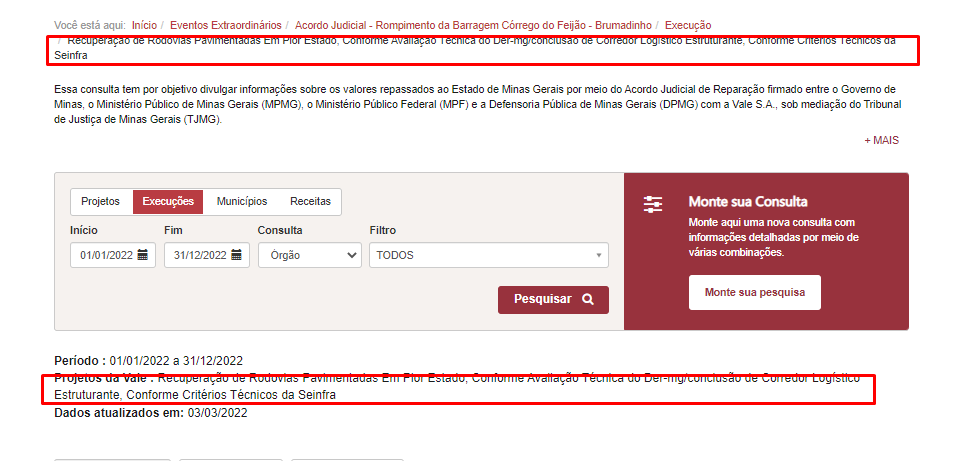 Você está aqui: Início / Eventos Extraordinários / Acordo Judicial - Rompimento da Barragem Córrego do Feijão - Brumadinho / Execução
/ Recuperação de Rodovias Pavimentadas Em Pior Estado, Conforme Avaliação Técnica do Der-mg/conclusão de Corredor Logístico Estruturante, Conforme Critérios Técnicos da
Seinfra
Essa consulta tem por objetivo divulgar informações sobre os valores repassados ao Estado de Minas Gerais por meio do Acordo Judicial de Reparação firmado entre o Governo de
Minas, o Ministério Público de Minas Gerais (MPMG), o Ministério Público Federal (MPF) e a Defensoria Pública de Minas Gerais (DPMG) com a Vale S.A., sob mediação do Tribunal
de Justiça de Minas Gerais (TJMG).
+ MAIS
Projetos Execuções Municípios Receitas
Início Fim Consulta Filtro
01/01/2022 31/12/2022 Órgão TODOS
Pesquisar
Monte sua Consulta
Monte aqui uma nova consulta com
informações detalhadas por meio de
várias combinações.
Monte sua pesquisa
Período : 01/01/2022 a 31/12/2022
Projetos da Vale : Recuperação de Rodovias Pavimentadas Em Pior Estado, Conforme Avaliação Técnica do Der-mg/conclusão de Corredor Logístico
Estruturante, Conforme Critérios Técnicos da Seinfra
Dados atualizados em: 03/03/2022